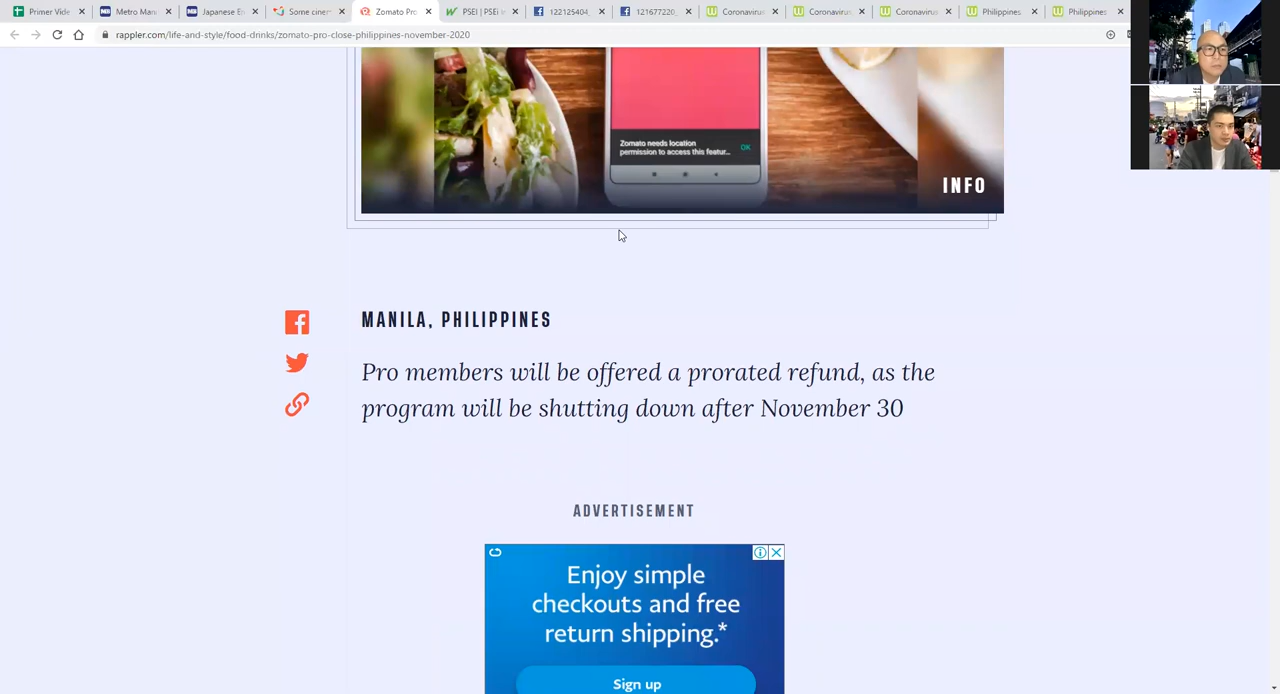 Primer Vide
Metro Man
Japanese E
Some cinem
Zomato Pro
PSEI | PSEi
122125404_
121677220_
Coronavirus
Coronavirus
Coronavirus
Philippines
Philippines
rappler.com/life-and-style/food-drinks/zomato-pro-close-philippines-november-2020
Zomato needs location
permission to access this featur...
OK
INFO
MANILA, PHILIPPINES
Pro members will be offered a prorated refund, as the
program will be shutting down after November 30
ADVERTISEMENT
Enjoy simple
checkouts and free
return shipping.*
Sign up